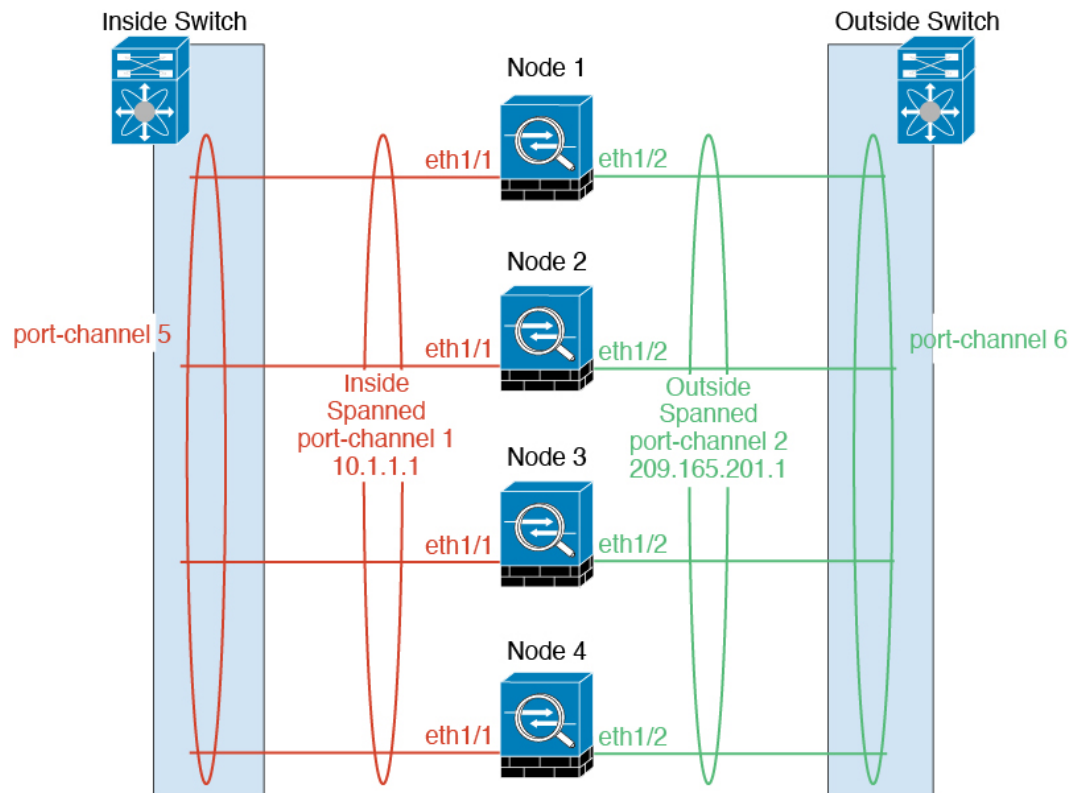 Inside Switch
Outside Switch
Node 1
eth1/1
eth1/2
Node 2
port-channel 5
eth1/1
eth1/2
port-channel 6
Inside
Spanned
port-channel 1
10.1.1.1
Outside
Spanned
port-channel 2
209.165.201.1
Node 3
eth1/1
eth1/2
Node 4
eth1/1
eth1/2